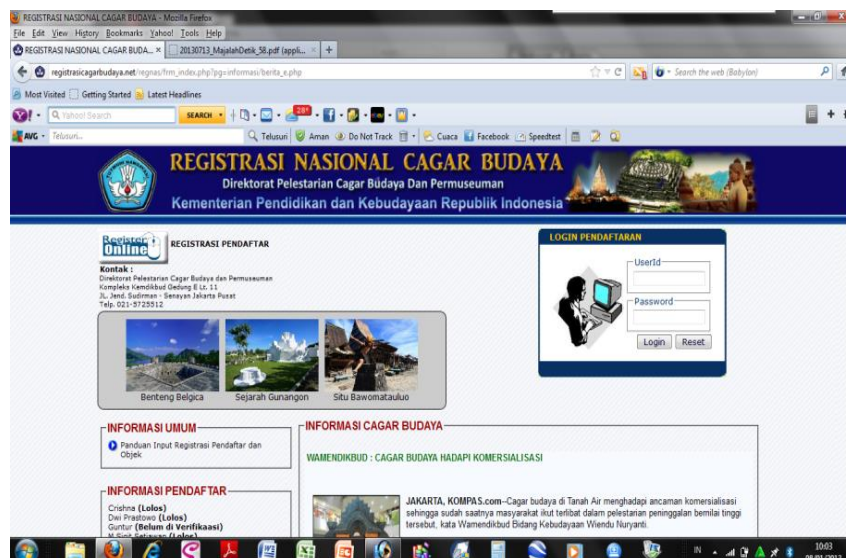 REGISTRASI NASIONAL CAGAR BUDAYA - Mozilla Firefox
File Edit View History Bookmarks Yahoo! Tools Help
REGISTRASI NASIONAL CAGAR BUDA... × 20130713_MajalahDetik_58.pdf (appli... × +
registrasicagarbudaya.net/regnas/frm_index.php?pg=informasi/berita_e.php
Search the web (Babylon)
Most Visited Getting Started Latest Headlines
Y! Yahoo! Search SEARCH 28°
AVG Telusuri... Telusuri Aman Do Not Track Cuaca Facebook Speedtest
REGISTRASI NASIONAL CAGAR BUDAYA
Direktorat Pelestarian Cagar Budaya Dan Permuseuman
Kementerian Pendidikan dan Kebudayaan Republik Indonesia
Register Online REGISTRASI PENDAFTAR
Kontak :
Direktorat Pelestarian Cagar Budaya dan Permuseuman
Kompleks Kemdikbud Gedung E Lt. 11
JL. Jend. Sudirman - Senayan Jakarta Pusat
Telp. 021-5725512
LOGIN PENDAFTARAN
UserId
Password
Login Reset
Benteng Belgica Sejarah Gunangon Situ Bawomataluo
INFORMASI UMUM
Panduan Input Registrasi Pendaftar dan
Objek
INFORMASI PENDAFTAR
Crishna (Lolos)
Dwi Prastowo (Lolos)
Guntur (Belum di Verifikaasi)
M Sigit Setiawan (Lolos)
INFORMASI CAGAR BUDAYA
WAMENDIKBUD : CAGAR BUDAYA HADAPI KOMERSIALISASI
JAKARTA, KOMPAS.com--Cagar budaya di Tanah Air menghadapi ancaman komersialisasi
sehingga sudah saatnya masyarakat ikut terlibat dalam pelestarian peninggalan bernilai tinggi
tersebut, kata Wamendikbud Bidang Kebudayaan Wiendu Nuryanti.
IN 10:03